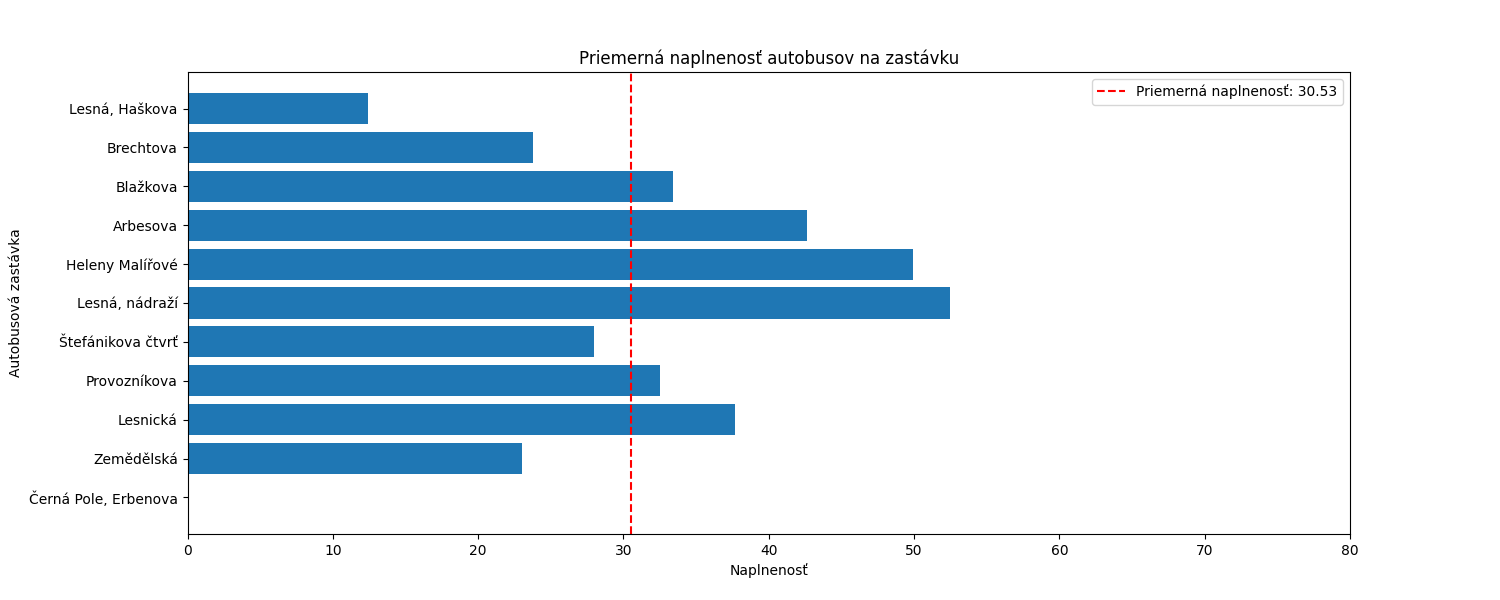 Priemerná naplnenosť autobusov na zastávku
Priemerná naplnenosť: 30.53
Autobusová zastávka
Lesná, Haškova
Brechtova
Blažkova
Arbesova
Heleny Malířové
Lesná, nádraží
Štefánikova čtvrť
Provozníkova
Lesnická
Zemědělská
Černá Pole, Erbenova
0 10 20 30 40 50 60 70 80
Naplnenosť